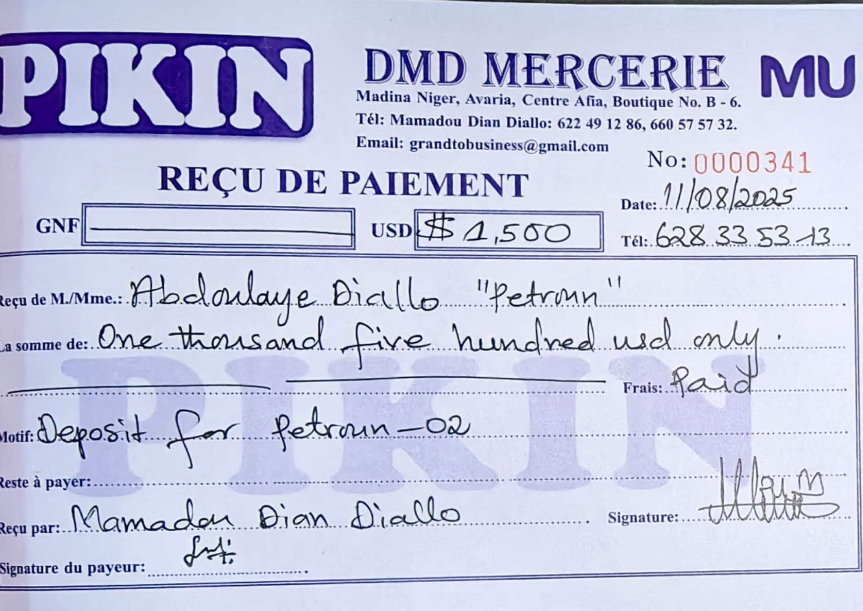 PIKIN
DMD MERCERIE
MU
Madina Niger, Avaria, Centre Afia, Boutique No. B - 6.
Tél: Mamadou Dian Diallo: 622 49 12 86, 660 57 57 32.
Email: grandtobusiness@gmail.com
No: 0000341
REÇU DE PAIEMENT
Date: 11/08/2025
GNF USD $ 1,500
Tél: 628 33 53 13
Reçu de M./Mme.: Abdoulaye Diallo "Petroun"
La somme de: One thousand five hundred usd only.
Frais: Paid
Motif: Deposit for Petroun-02
Reste à payer:
Reçu par: Mamadou Dian Diallo Signature:
Signature du payeur:
PIKIN